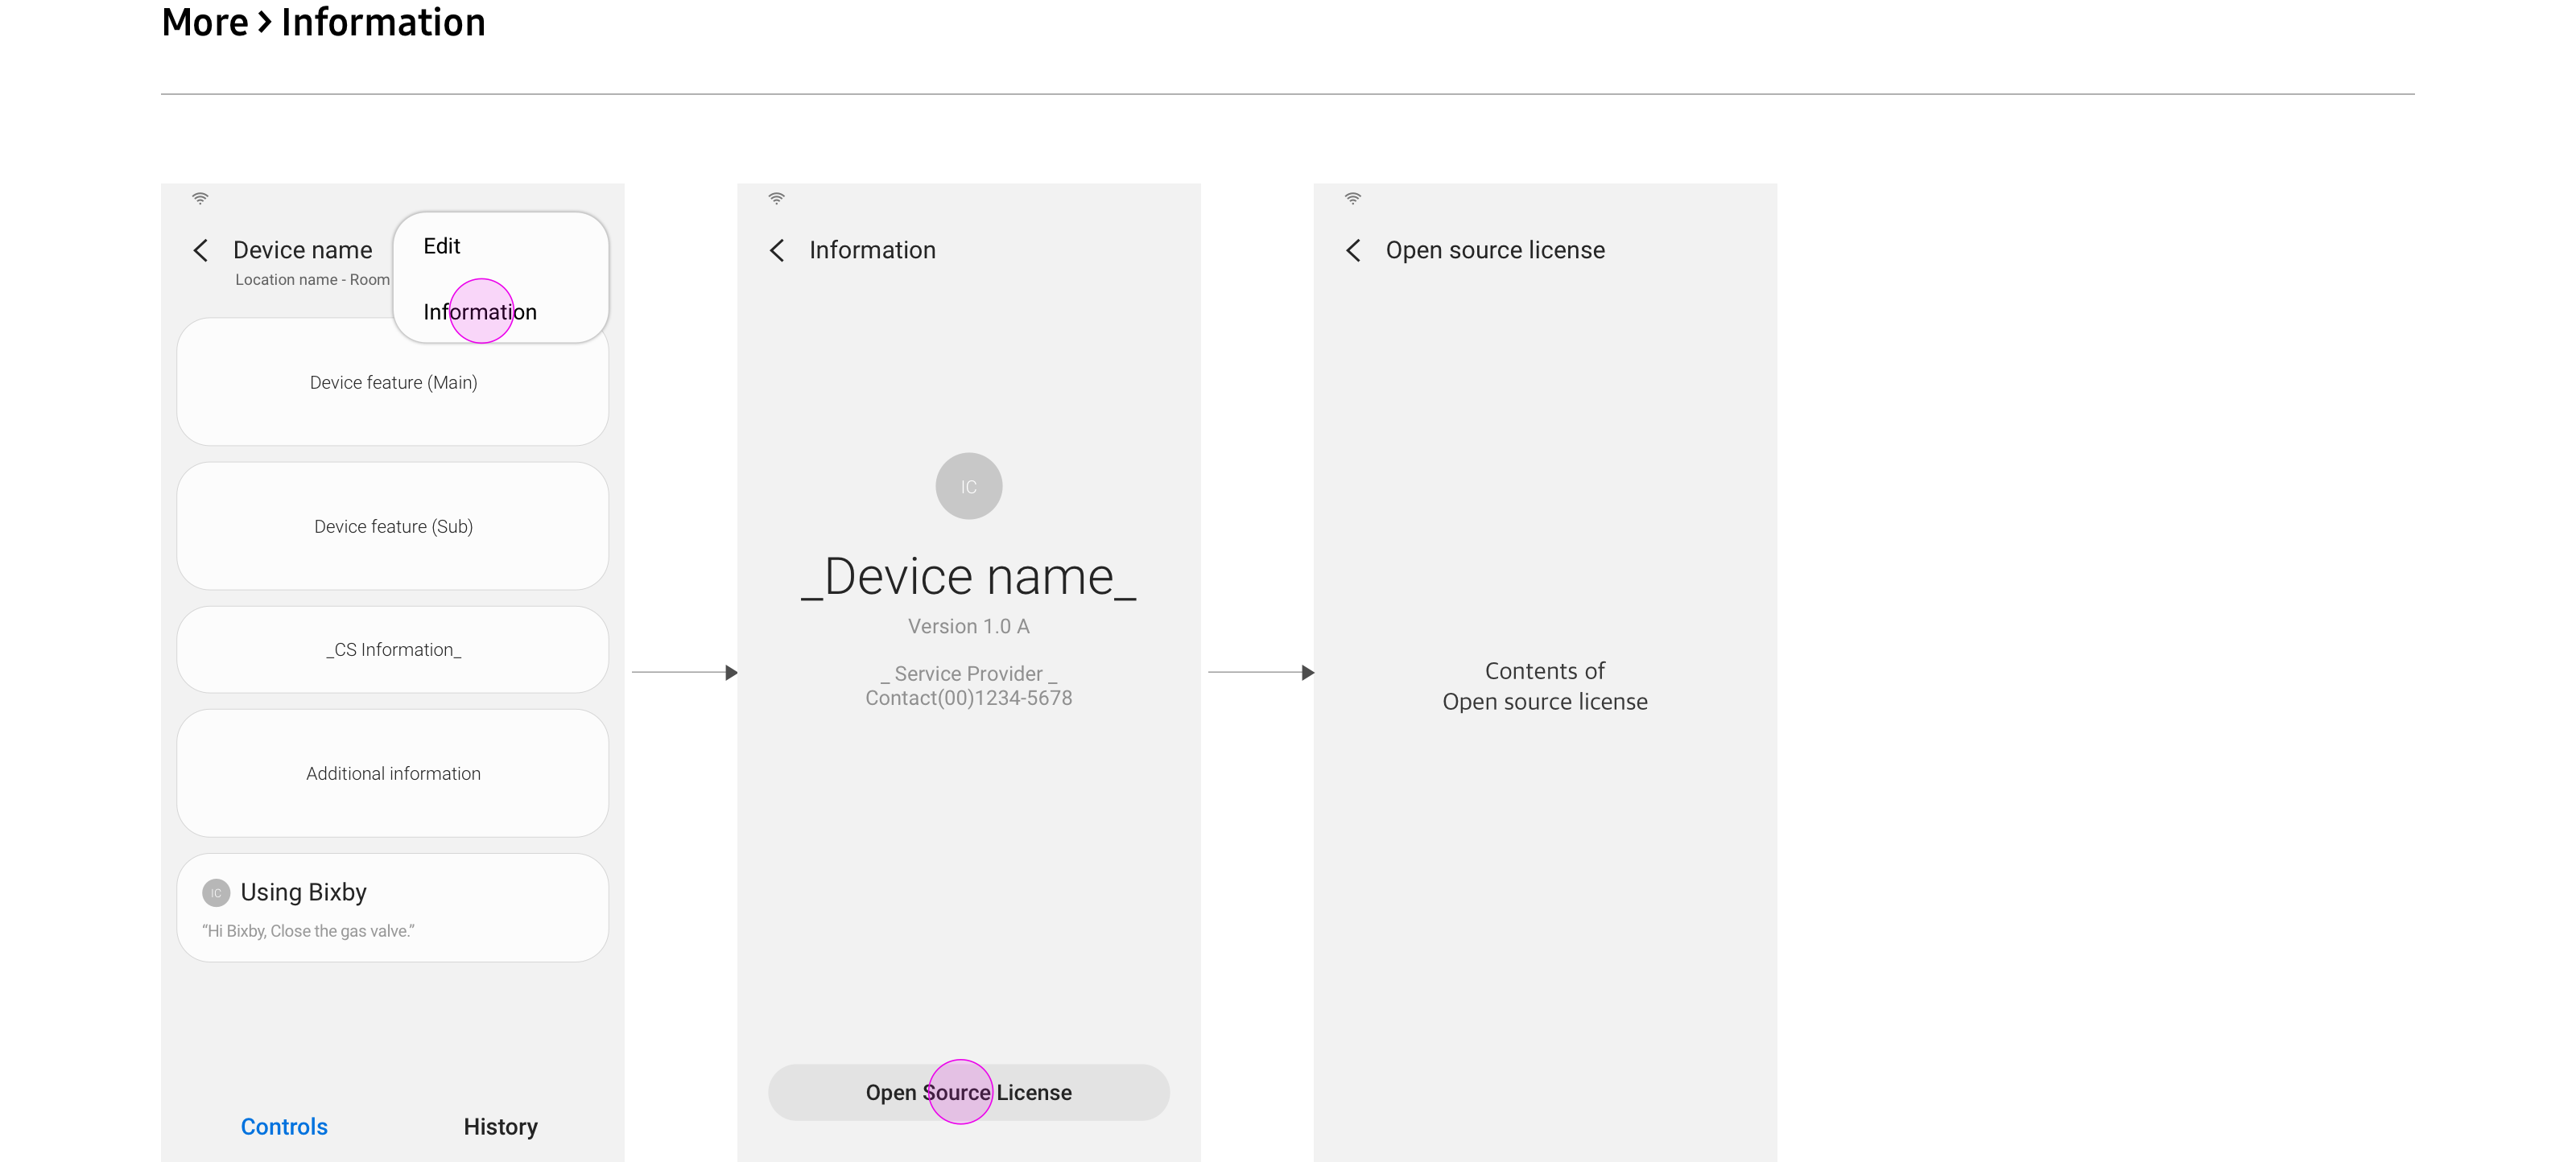 More > Information
Device name
Location name - Room
Edit
Information
Device feature (Main)
Device feature (Sub)
_CS Information_
Additional information
IC
Using Bixby
“Hi Bixby, Close the gas valve.”
Controls
History
Information
IC
_Device name_
Version 1.0 A
_ Service Provider _
Contact(00)1234-5678
Open Source License
Open source license
Contents of
Open source license